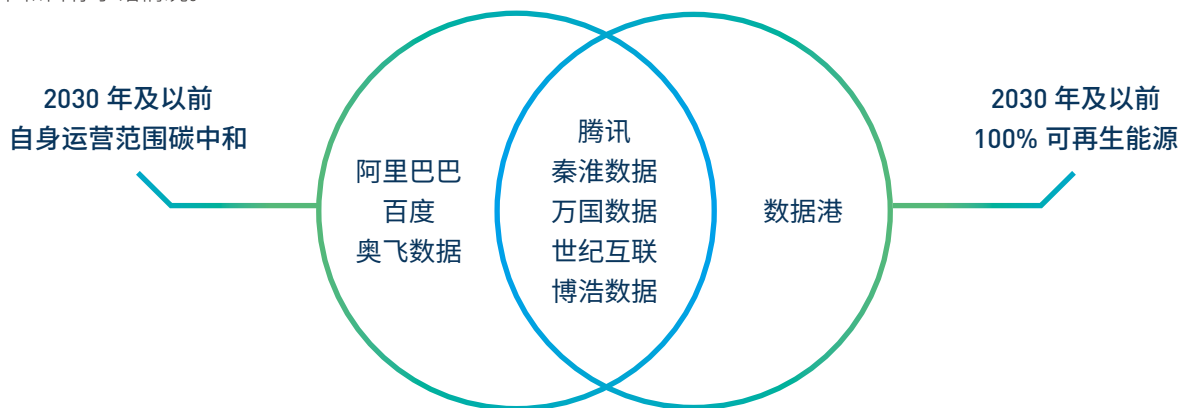 2030 年及以前
自身运营范围碳中和
阿里巴巴
百度
奥飞数据
腾讯
秦淮数据
万国数据
世纪互联
博浩数据
数据港
2030 年及以前
100% 可再生能源